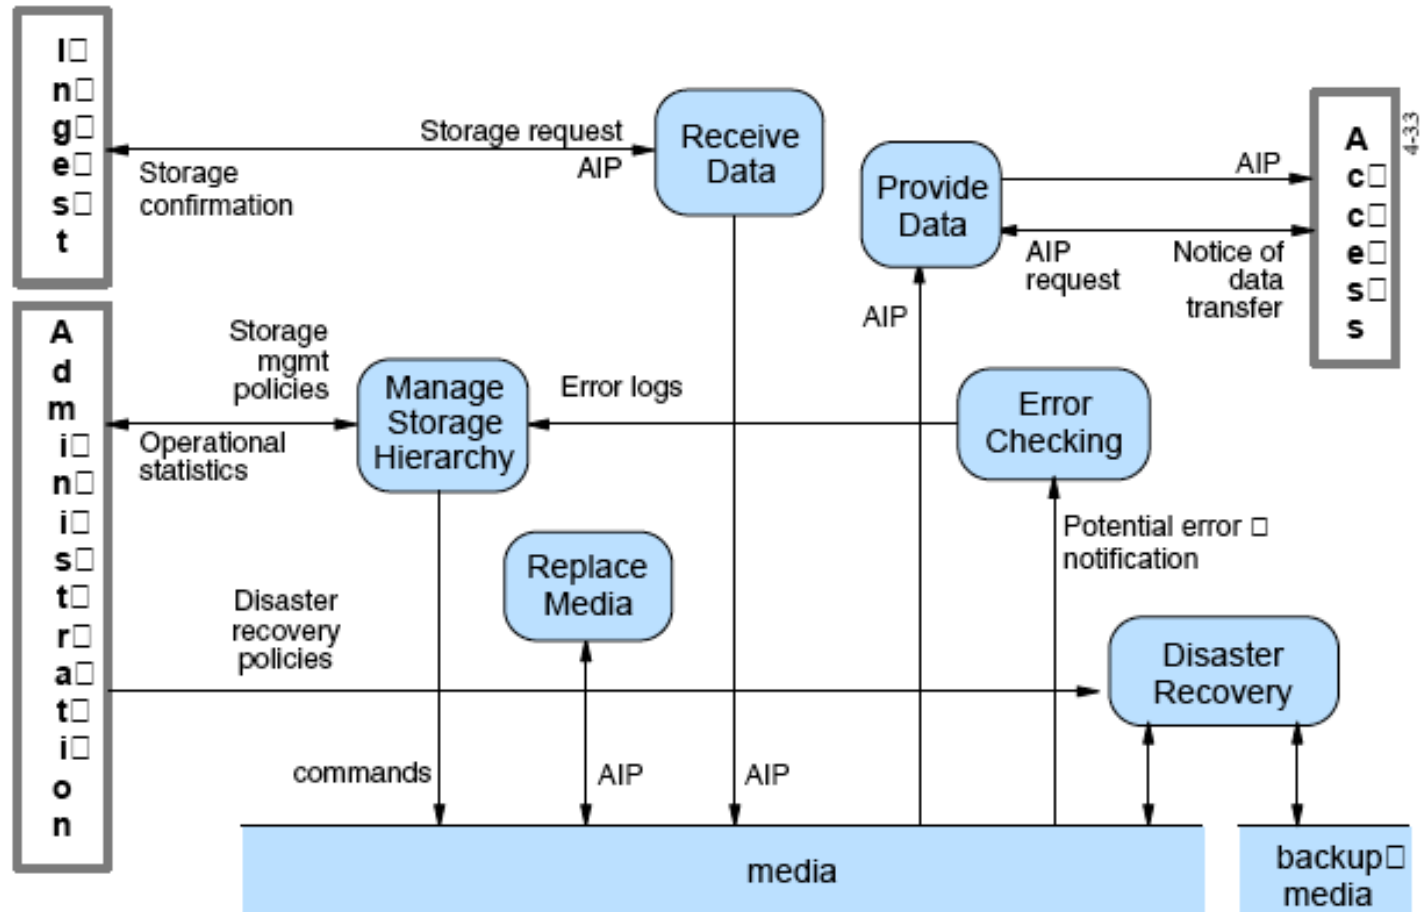 Ingest
Storage request
AIP
Storage
confirmation
Receive
Data
Provide
Data
AIP
AIP
request
Notice of
data
transfer
Access
4-33
Administration
Storage
mgmt
policies
Operational
statistics
Manage
Storage
Hierarchy
Error logs
AIP
Error
Checking
Potential error □
notification
Replace
Media
Disaster
recovery
policies
Disaster
Recovery
commands
AIP
AIP
media
backup□
media